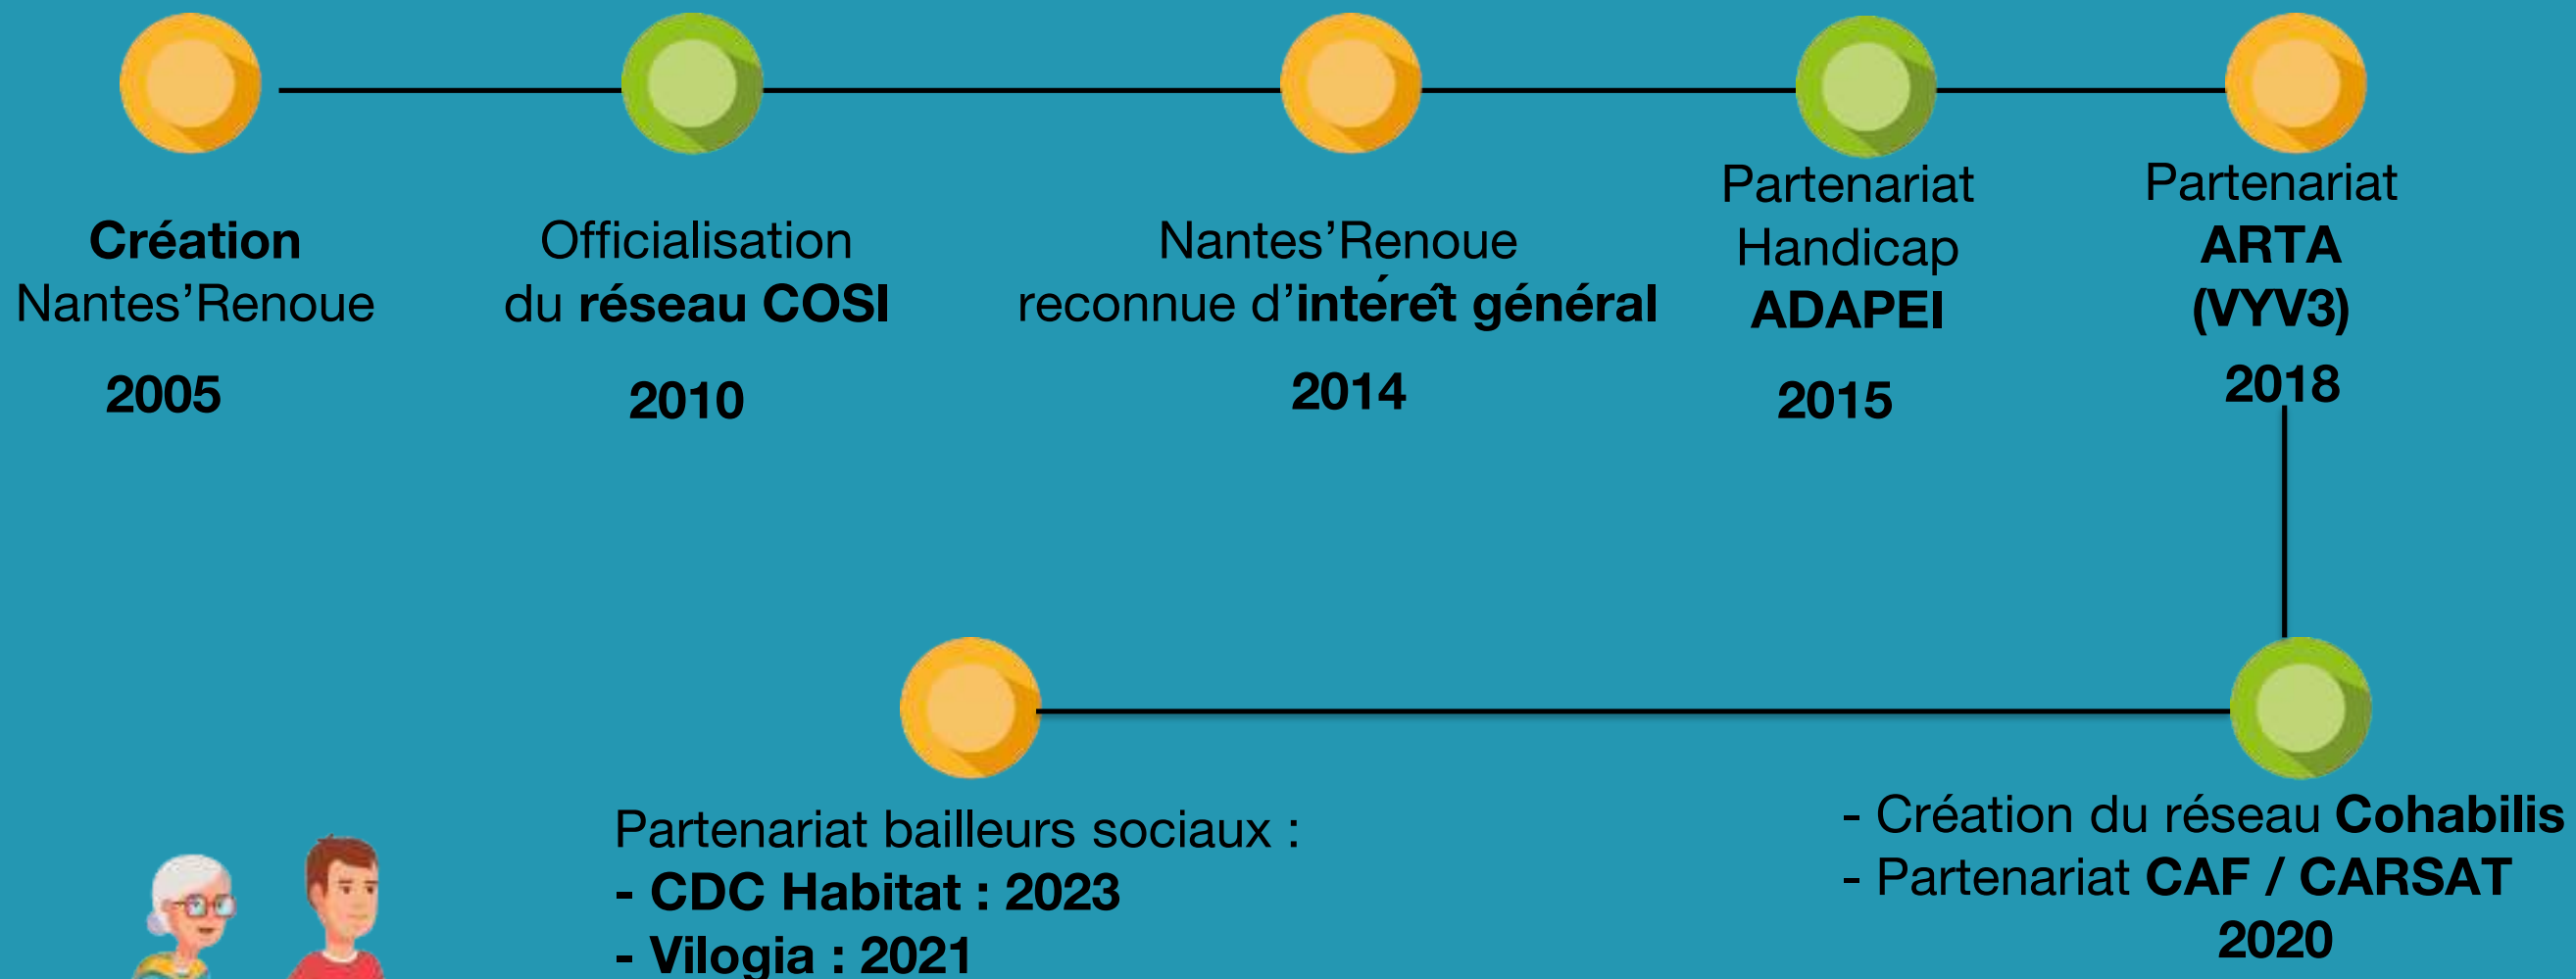 Création
Nantes'Renoue
2005
Officialisation
du réseau COSI
2010
Nantes'Renoue
reconnue d'intéret̂ général
2014
Partenariat
Handicap
ADAPEI
2015
Partenariat
ARTA
(VYV3)
2018
- Création du réseau Cohabilis
- Partenariat CAF / CARSAT
2020
Partenariat bailleurs sociaux :
- CDC Habitat : 2023
- Vilogia : 2021